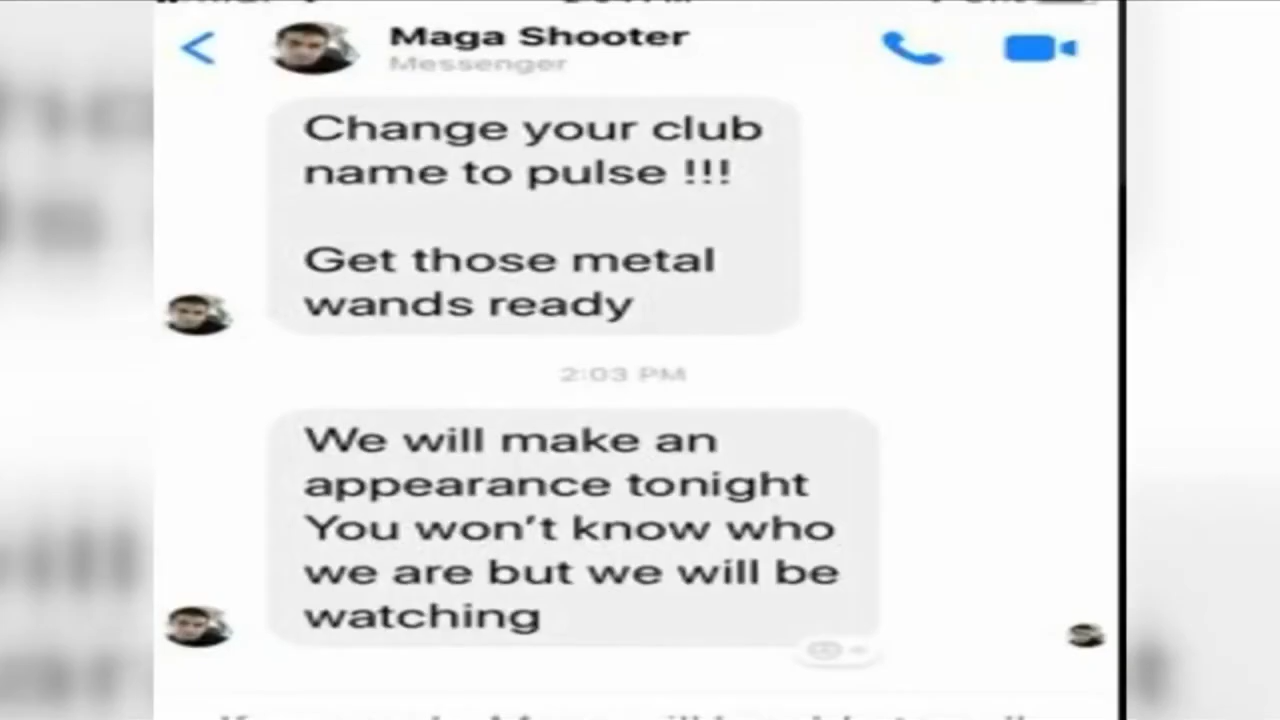 Maga Shooter
Messenger
Change your club
name to pulse !!!
Get those metal
wands ready
2:03 PM
We will make an
appearance tonight
You won't know who
we are but we will be
watching